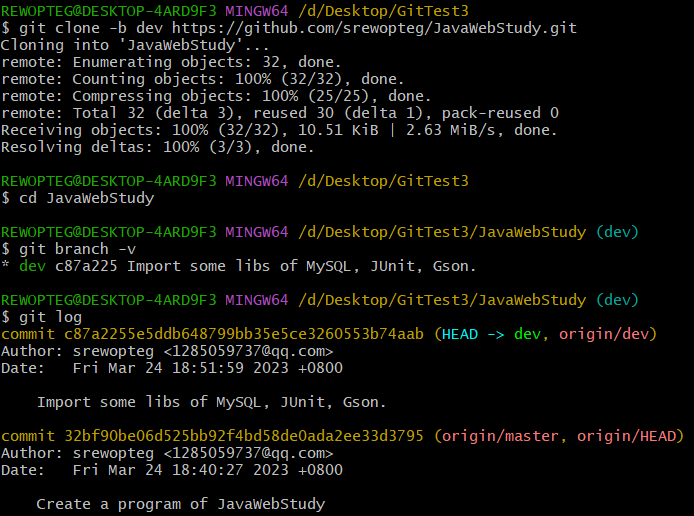 REWOPTEG@DESKTOP-4ARD9F3 MINGW64 /d/Desktop/GitTest3
$ git clone -b dev https://github.com/srewopteg/JavaWebStudy.git
Cloning into 'JavaWebStudy'...
remote: Enumerating objects: 32, done.
remote: Counting objects: 100% (32/32), done.
remote: Compressing objects: 100% (25/25), done.
remote: Total 32 (delta 3), reused 30 (delta 1), pack-reused 0
Receiving objects: 100% (32/32), 10.51 KiB | 2.63 MiB/s, done.
Resolving deltas: 100% (3/3), done.
REWOPTEG@DESKTOP-4ARD9F3 MINGW64 /d/Desktop/GitTest3
$ cd JavaWebStudy
REWOPTEG@DESKTOP-4ARD9F3 MINGW64 /d/Desktop/GitTest3/JavaWebStudy (dev)
$ git branch -v
* dev c87a225 Import some libs of MySQL, JUnit, Gson.
REWOPTEG@DESKTOP-4ARD9F3 MINGW64 /d/Desktop/GitTest3/JavaWebStudy (dev)
$ git log
commit c87a2255e5ddb648799bb35e5ce3260553b74aab (HEAD -> dev, origin/dev)
Author: srewopteg <1285059737@qq.com>
Date:   Fri Mar 24 18:51:59 2023 +0800
    Import some libs of MySQL, JUnit, Gson.
commit 32bf90be06d525bb92f4bd58de0ada2ee33d3795 (origin/master, origin/HEAD)
Author: srewopteg <1285059737@qq.com>
Date:   Fri Mar 24 18:40:27 2023 +0800
    Create a program of JavaWebStudy